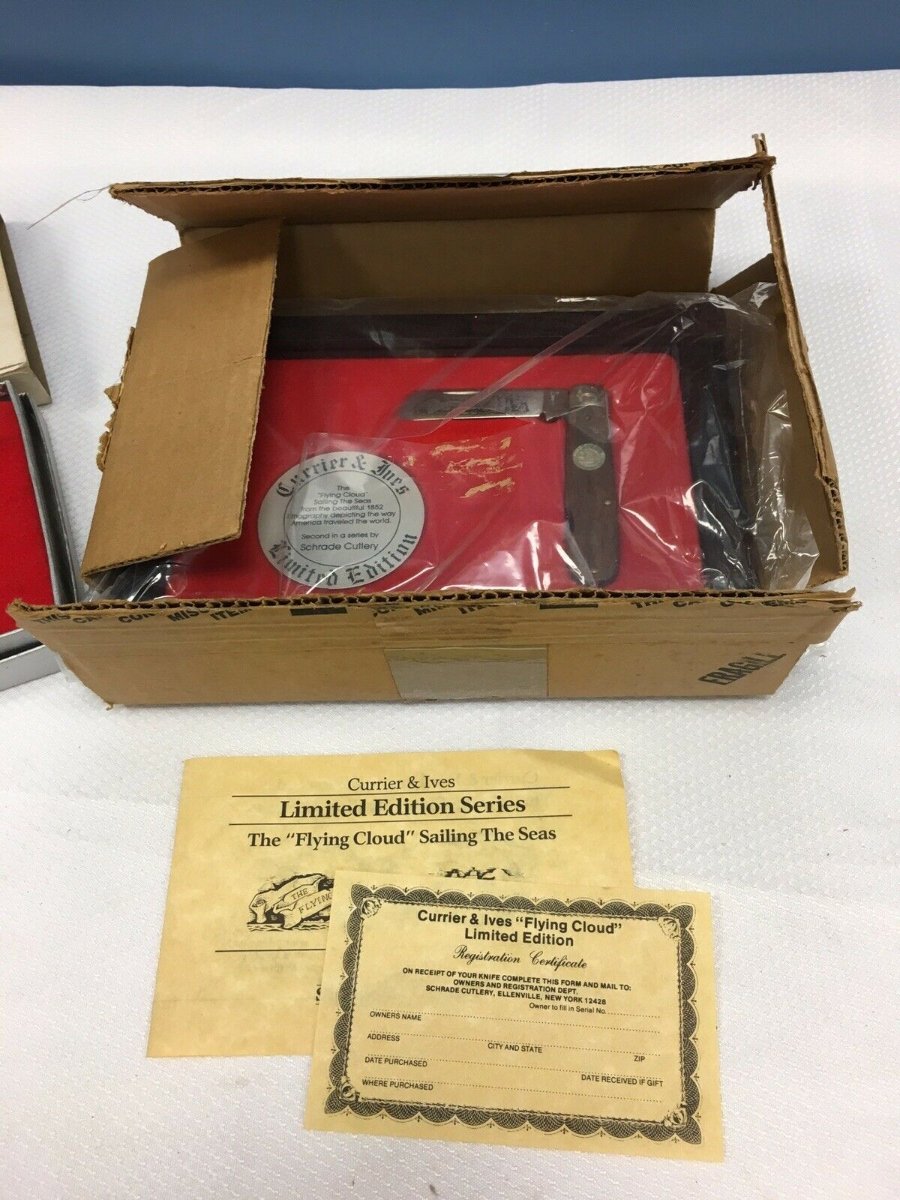 Currier & Ives
The
"Flying Cloud"
Sailing The Seas
from the beautiful 1852
lithography depicting the way
America traveled the world.
Second in a series by
Schrade Cutlery
Limited Edition
MIS
ITEM
FRAGILE
Currier & Ives
Limited Edition Series
The "Flying Cloud" Sailing The Seas
THE
FLYING
Currier & Ives "Flying Cloud"
Limited Edition
Registration Certificate
ON RECEIPT OF YOUR KNIFE COMPLETE THIS FORM AND MAIL TO:
OWNERS AND REGISTRATION DEPT.
SCHRADE CUTLERY, ELLENVILLE, NEW YORK 12428
Owner to fill in Serial No.
OWNERS NAME
ADDRESS CITY AND STATE ZIP
DATE PURCHASED DATE RECEIVED IF GIFT
WHERE PURCHASED